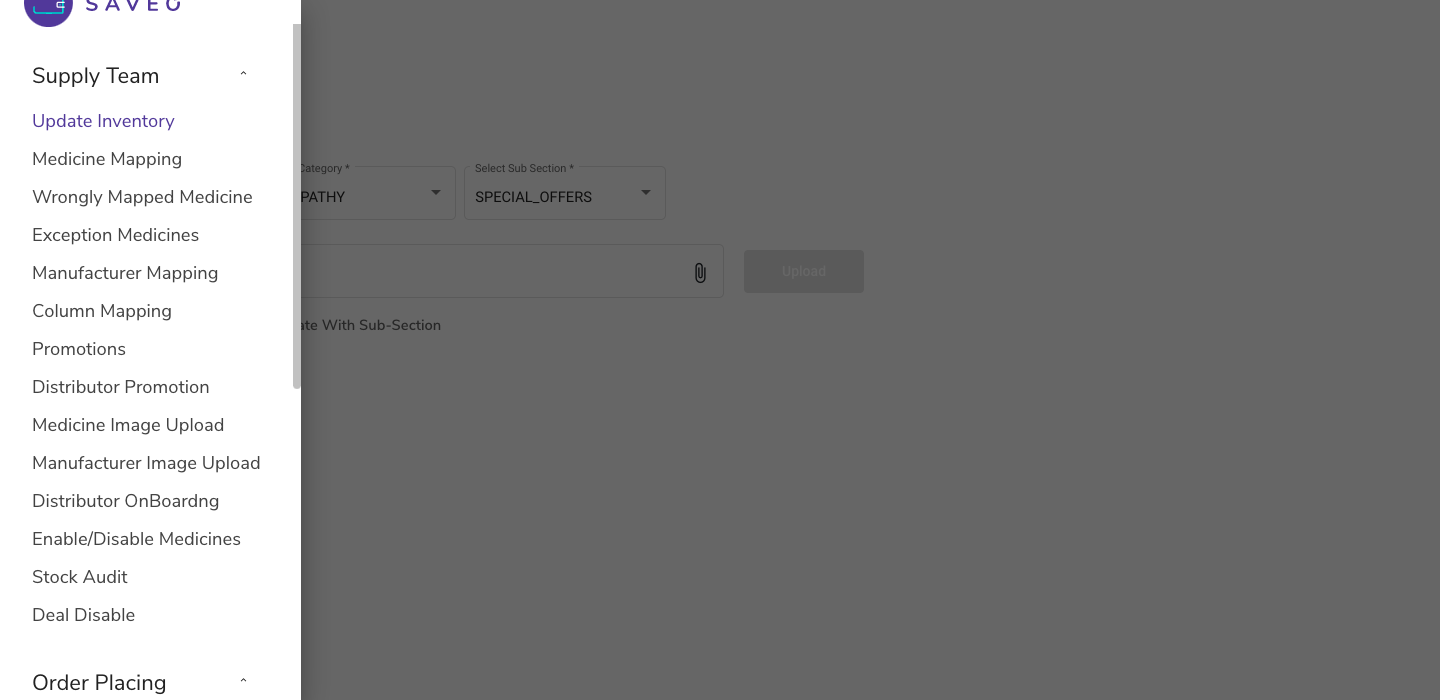 SAVEO
Supply Team
Update Inventory
Medicine Mapping
Wrongly Mapped Medicine
Exception Medicines
Manufacturer Mapping
Column Mapping
Promotions
Distributor Promotion
Medicine Image Upload
Manufacturer Image Upload
Distributor OnBoardng
Enable/Disable Medicines
Stock Audit
Deal Disable
Order Placing
Category *
PATHY
Select Sub Section *
SPECIAL_OFFERS
Upload
ate With Sub-Section